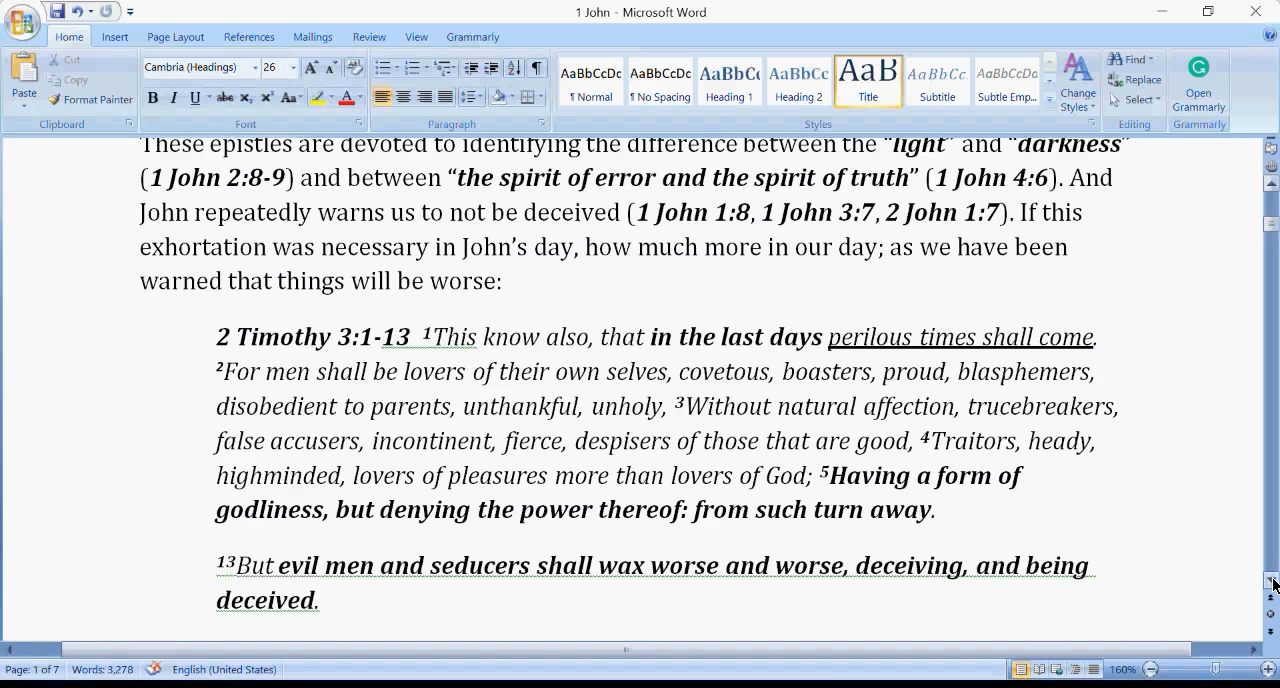 1 John - Microsoft Word
Home Insert Page Layout References Mailings Review View Grammarly
Paste
Cut
Copy
Format Painter
Clipboard
Cambria (Headings) 26
B I U abc X₂ X² Aa
Font
Paragraph
AaBbCcDc ¶ Normal
AaBbCcDc ¶ No Spacing
AaBbC Heading 1
AaBbCc Heading 2
AaB Title
AaBbCc. Subtitle
AaBbCcDa Subtle Emp...
Change Styles
Styles
Find
Replace
Select
Editing
Open Grammarly
Grammarly
These epistles are devoted to identifying the difference between the “light” and “darkness”
(1 John 2:8-9) and between “the spirit of error and the spirit of truth” (1 John 4:6). And
John repeatedly warns us to not be deceived (1 John 1:8, 1 John 3:7, 2 John 1:7). If this
exhortation was necessary in John’s day, how much more in our day; as we have been
warned that things will be worse:
2 Timothy 3:1-13 ¹This know also, that in the last days perilous times shall come.
²For men shall be lovers of their own selves, covetous, boasters, proud, blasphemers,
disobedient to parents, unthankful, unholy, ³Without natural affection, trucebreakers,
false accusers, incontinent, fierce, despisers of those that are good, ⁴Traitors, heady,
highminded, lovers of pleasures more than lovers of God; ⁵Having a form of
godliness, but denying the power thereof: from such turn away.
¹³But evil men and seducers shall wax worse and worse, deceiving, and being
deceived.
Page: 1 of 7 Words: 3,278 English (United States) 160%